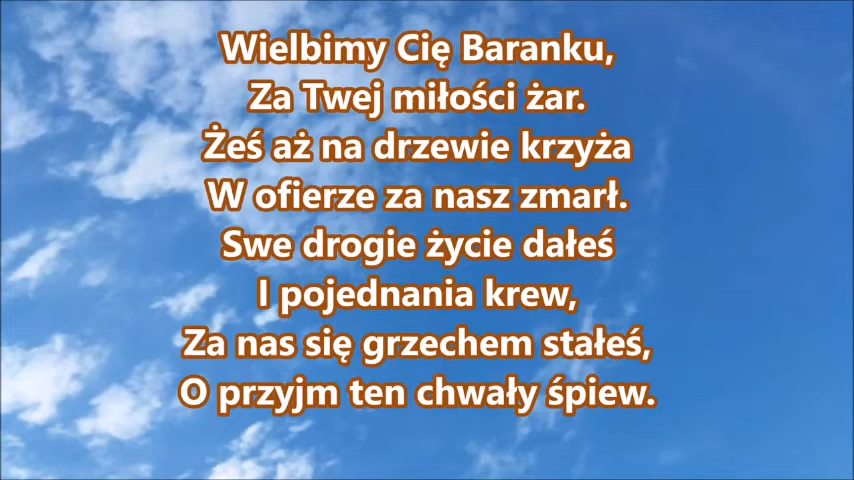 Wielbimy Cię Baranku,
Za Twej miłości żar.
Żeś aż na drzewie krzyża
W ofierze za nasz zmarł.
Swe drogie życie dałeś
I pojednania krew,
Za nas się grzechem stałeś,
O przyjm ten chwały śpiew.